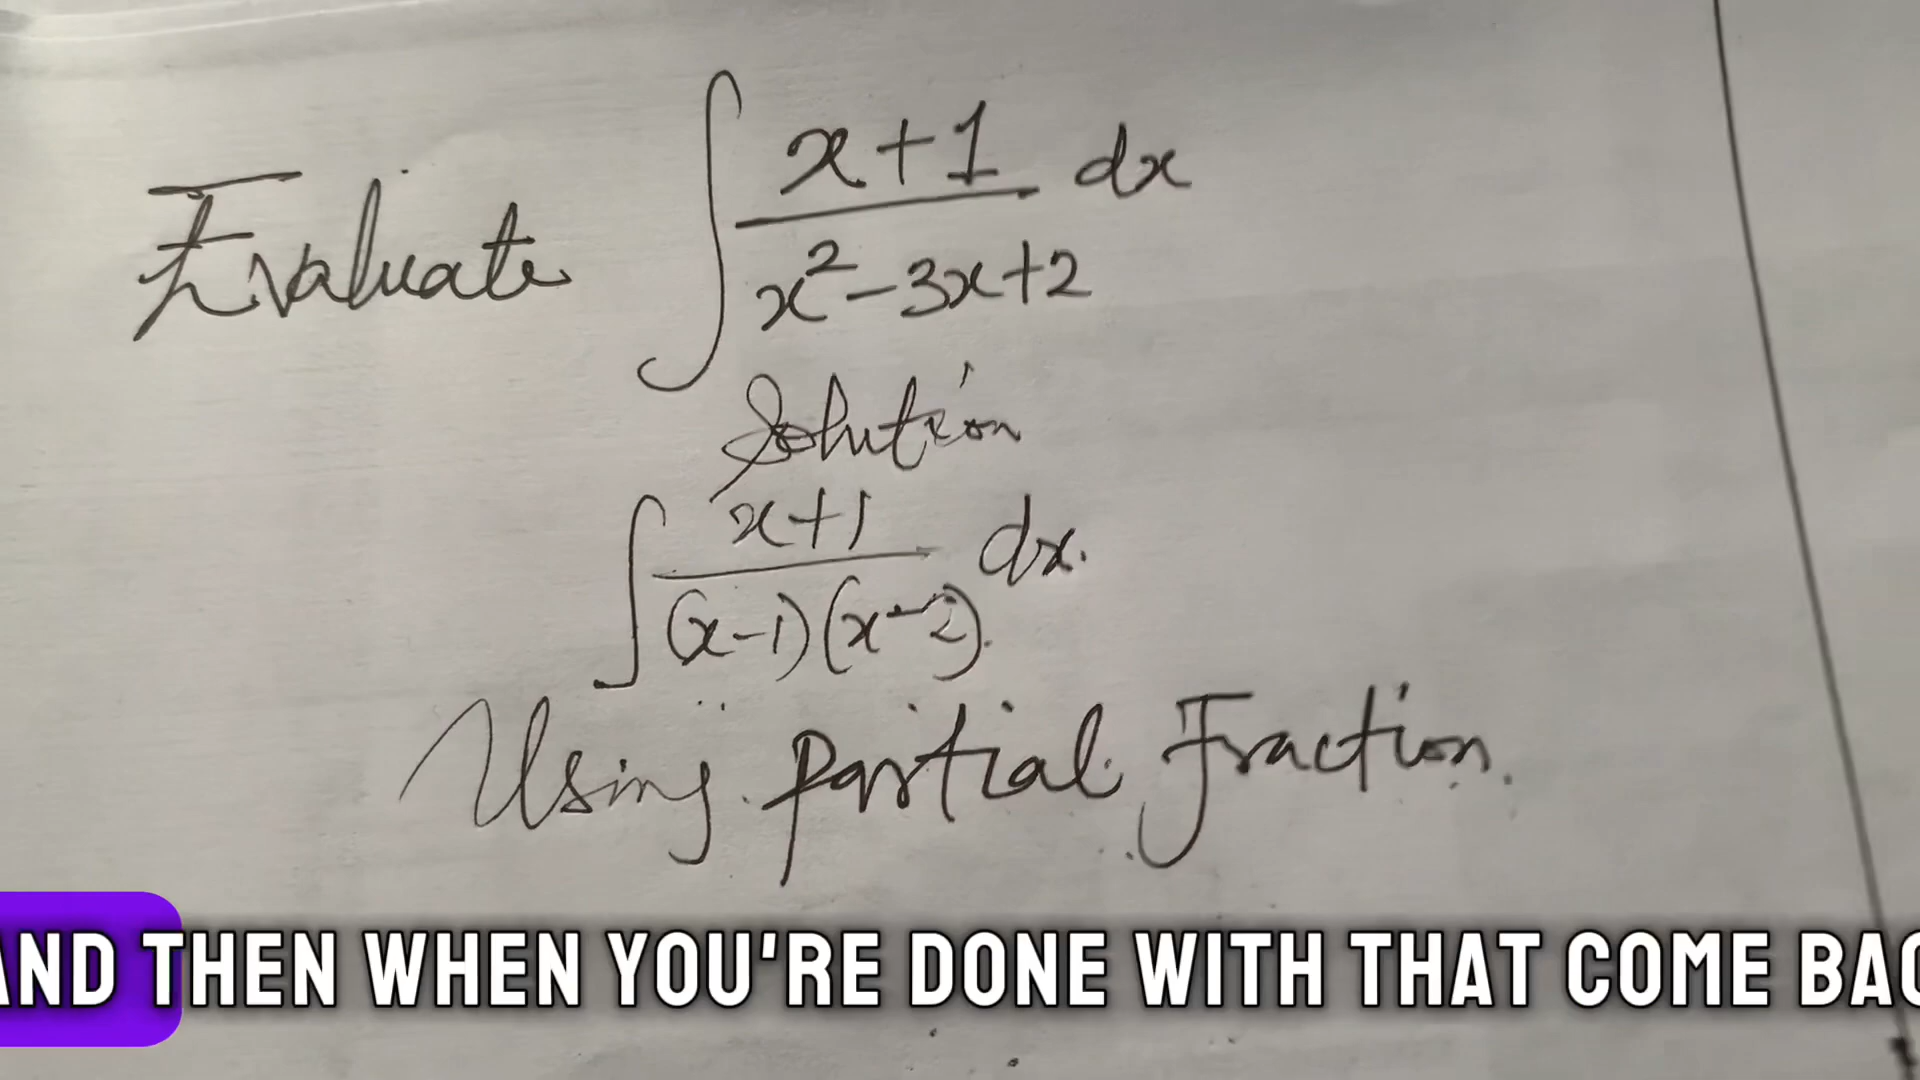 Evaluate ∫ x+1 / x²-3x+2 dx
Solution
∫ x+1 / (x-1)(x-2) dx.
Using partial Fraction.
AND THEN WHEN YOU'RE DONE WITH THAT COME BAC